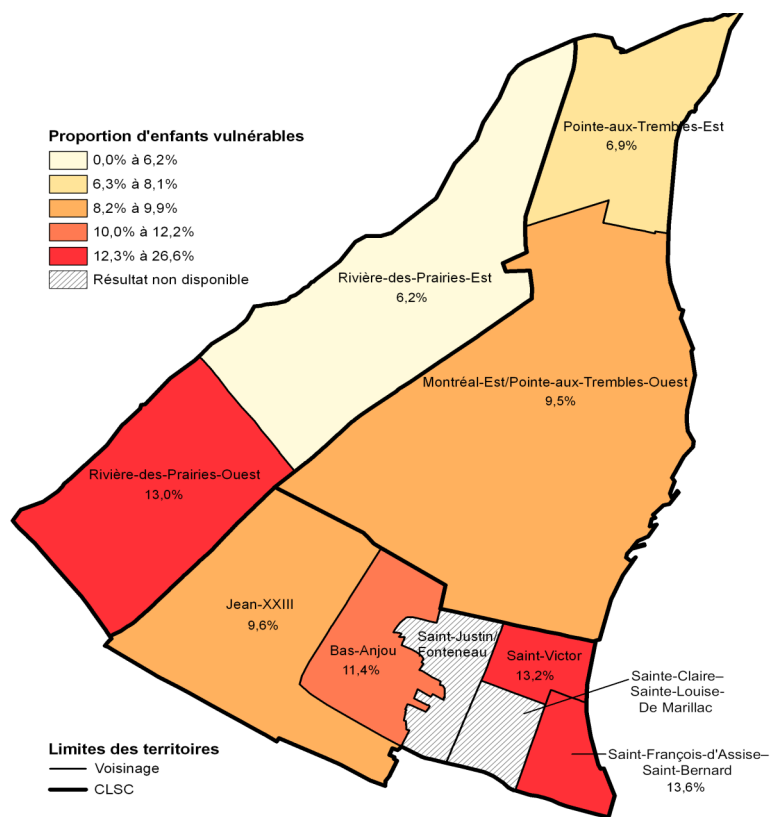 Proportion d'enfants vulnérables
0,0% à 6,2%
6,3% à 8,1%
8,2% à 9,9%
10,0% à 12,2%
12,3% à 26,6%
Résultat non disponible
Pointe-aux-Trembles-Est
6,9%
Rivière-des-Prairies-Est
6,2%
Montréal-Est/Pointe-aux-Trembles-Ouest
9,5%
Rivière-des-Prairies-Ouest
13,0%
Jean-XXIII
9,6%
Bas-Anjou
11,4%
Saint-Justin/
Fonteneau
Saint-Victor
13,2%
Sainte-Claire–
Sainte-Louise-
De Marillac
Saint-François-d'Assise–
Saint-Bernard
13,6%
Limites des territoires
Voisinage
CLSC